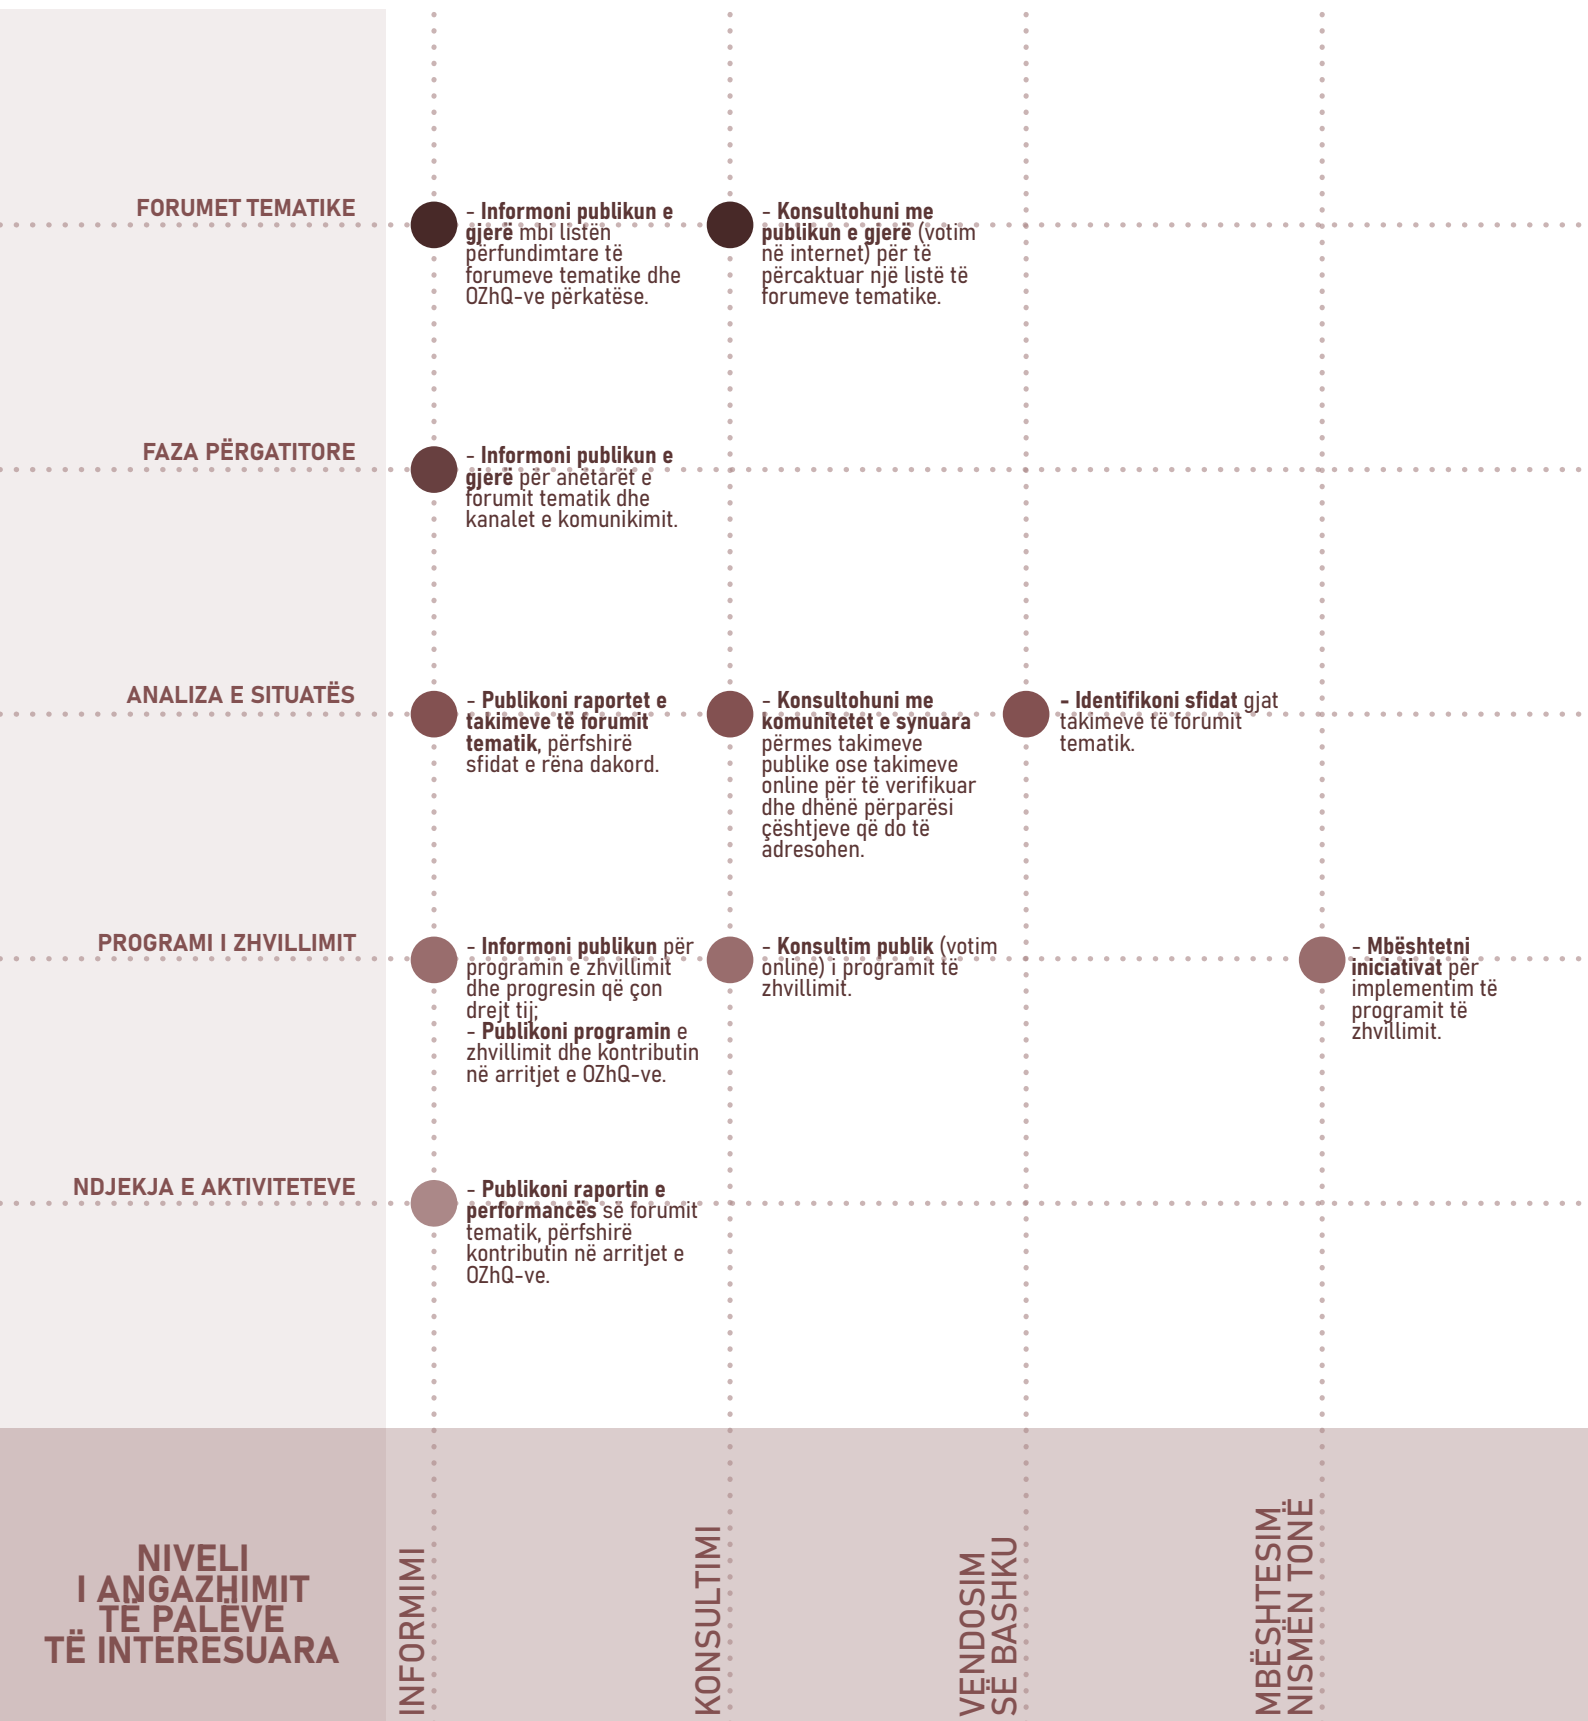 FORUMET TEMATIKE
- Informoni publikun e
gjerë mbi listën
përfundimtare të
forumeve tematike dhe
OZhQ-ve përkatëse.
- Konsultohuni me
publikun e gjerë (votim
në internet) për të
përcaktuar një listë të
forumeve tematike.
FAZA PËRGATITORE
- Informoni publikun e
gjerë për anëtarët e
forumit tematik dhe
kanalet e komunikimit.
ANALIZA E SITUATËS
- Publikoni raportet e
takimeve të forumit
tematik, përfshirë
sfidat e rëna dakord.
- Konsultohuni me
komunitetet e synuara
përmes takimeve
publike ose takimeve
online për të verifikuar
dhe dhënë përparësi
çështjeve që do të
adresohen.
- Identifikoni sfidat gjat
takimeve të forumit
tematik.
PROGRAMI I ZHVILLIMIT
- Informoni publikun për
programin e zhvillimit
dhe progresin që çon
drejt tij;
- Publikoni programin e
zhvillimit dhe kontributin
në arritjet e OZhQ-ve.
- Konsultim publik (votim
online) i programit të
zhvillimit.
- Mbështetni
iniciativat për
implementim të
programit të
zhvillimit.
NDJEKJA E AKTIVITETEVE
- Publikoni raportin e
performancës së forumit
tematik, përfshirë
kontributin në arritjet e
OZhQ-ve.
NIVELI
I ANGAZHIMIT
TË PALËVE
TË INTERESUARA
INFORMIMI
KONSULTIMI
VENDOSIM
SË BASHKU
MBËSHTESIM
NISMËN TONË